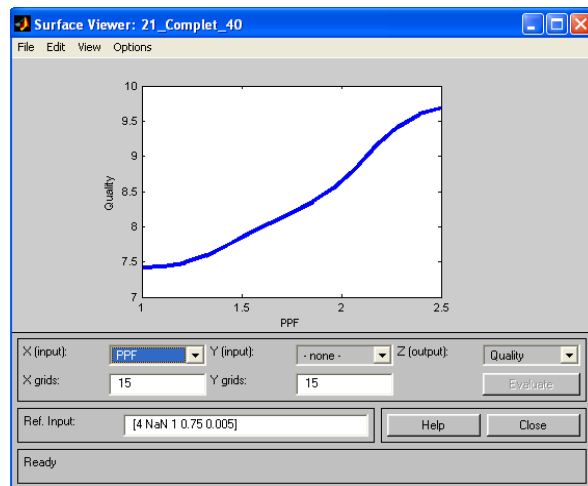 Surface Viewer: 21_Complet_40
File Edit View Options
10
9.5
9
8.5
8
7.5
7
Quality
1 1.5 2 2.5
PPF
X (input): PPF Y (input): - none - Z (output): Quality
X grids: 15 Y grids: 15 Evaluate
Ref. Input: [4 NaN 1 0.75 0.005] Help Close
Ready